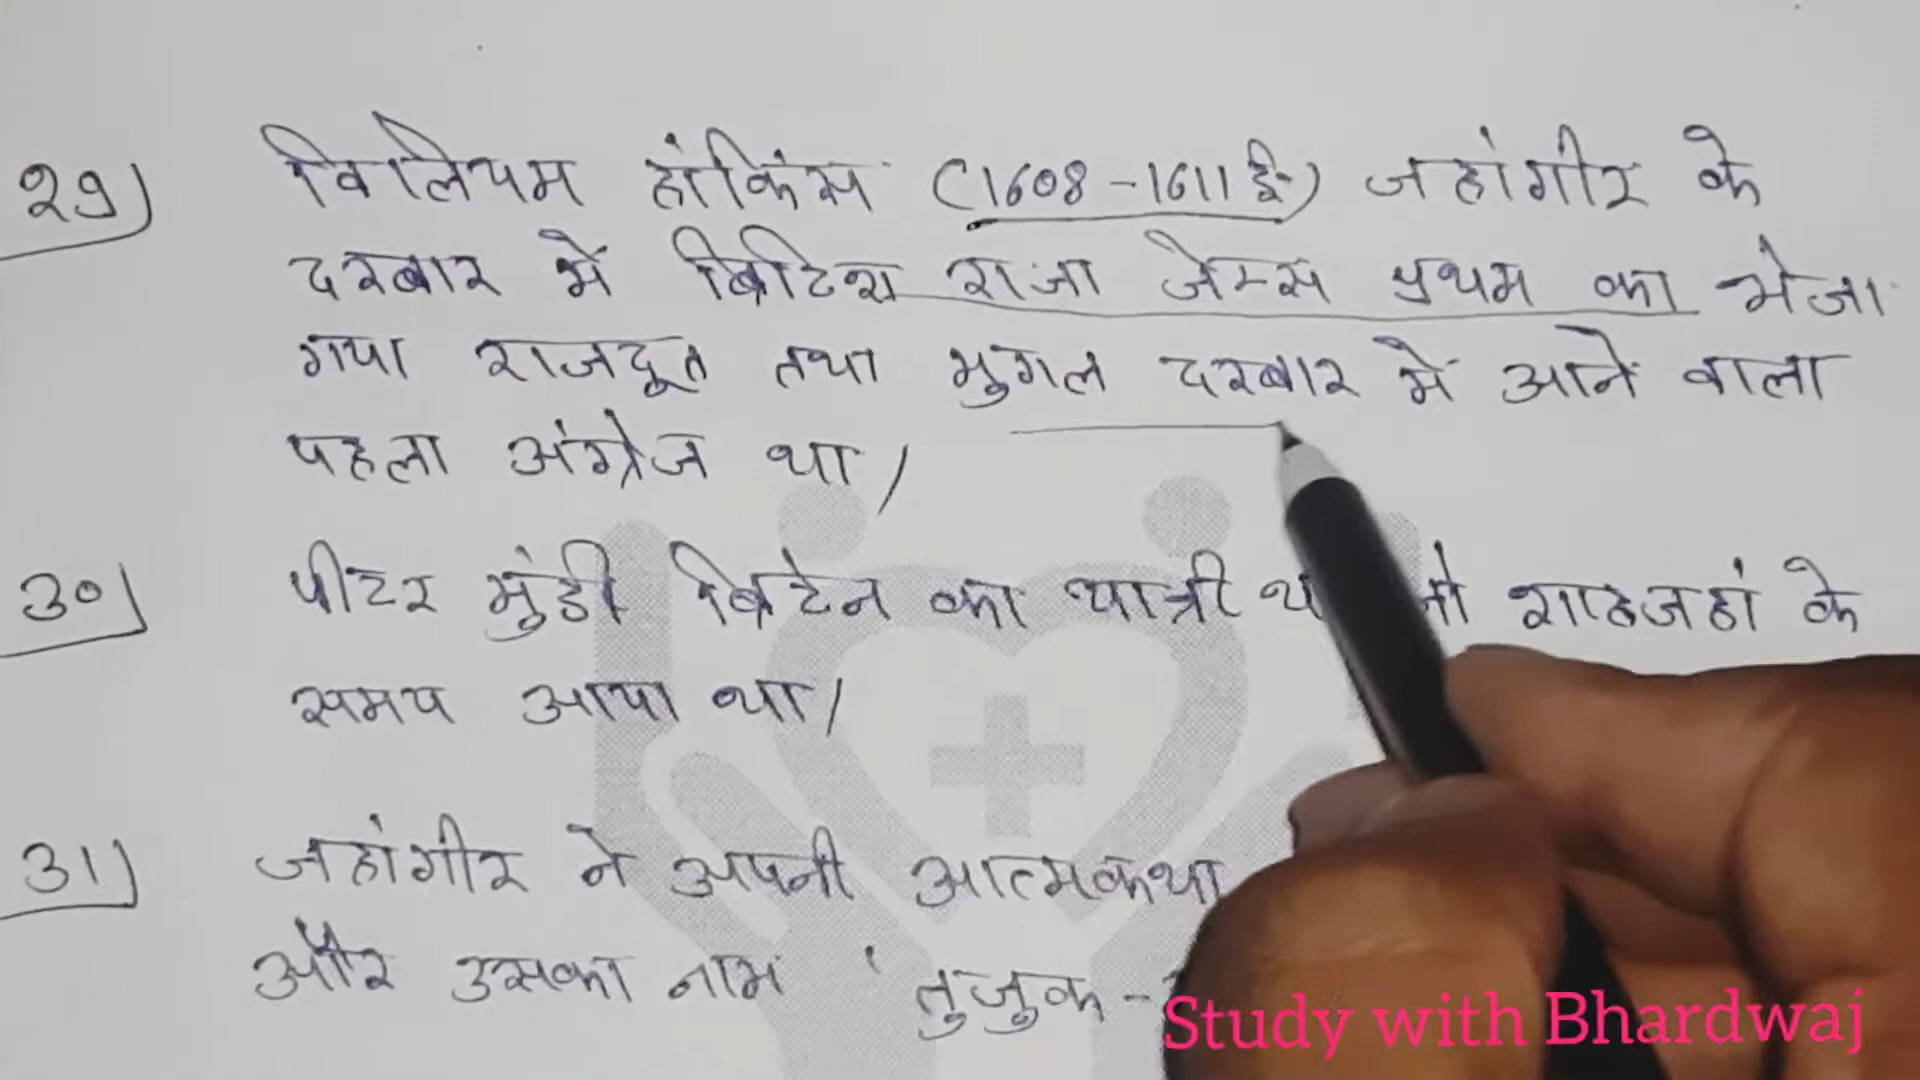 29) विलियम हांकिंस (1608-1611 ई.) जहांगीर के
दरबार में ब्रिटिश राजा जेम्स प्रथम का भेजा
गया राजदूत तथा मुगल दरबार में आने वाला
पहला अंग्रेज था/
30) पीटर मुंडी ब्रिटेन का यात्री जो शाहजहां के
समय आया था/
31) जहांगीर ने अपनी आत्मकथा
और उसका नाम ' तुजुक-
Study with Bhardwaj